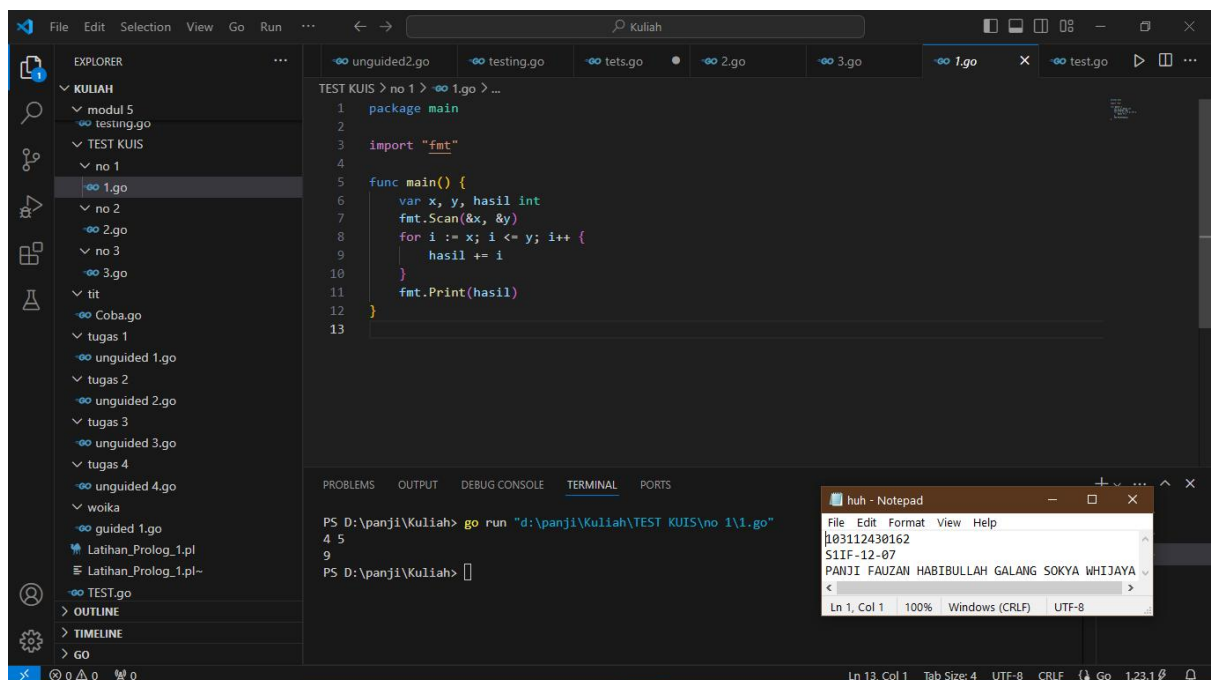 File Edit Selection View Go Run ··· Kuliah
EXPLORER ···
KULIAH
modul 5
testing.go
TEST KUIS
no 1
1.go
no 2
2.go
no 3
3.go
tit
Coba.go
tugas 1
unguided 1.go
tugas 2
unguided 2.go
tugas 3
unguided 3.go
tugas 4
unguided 4.go
woika
guided 1.go
Latihan_Prolog_1.pl
Latihan_Prolog_1.pl~
TEST.go
OUTLINE
TIMELINE
GO
unguided2.go testing.go tets.go 2.go 3.go 1.go test.go
TEST KUIS > no 1 > 1.go > ...
1 package main
2
3 import "fmt"
4
5 func main() {
6 var x, y, hasil int
7 fmt.Scan(&x, &y)
8 for i := x; i <= y; i++ {
9 hasil += i
10 }
11 fmt.Print(hasil)
12 }
13
PROBLEMS OUTPUT DEBUG CONSOLE TERMINAL PORTS
PS D:\panji\Kuliah> go run "d:\panji\Kuliah\TEST KUIS\no 1\1.go"
4 5
9
PS D:\panji\Kuliah>
huh - Notepad
File Edit Format View Help
103112430162
S1IF-12-07
PANJI FAUZAN HABIBULLAH GALANG SOKYA WHIJAYA
Ln 1, Col 1 100% Windows (CRLF) UTF-8
0 0 0 Ln 13, Col 1 Tab Size: 4 UTF-8 CRLF Go 1.23.1